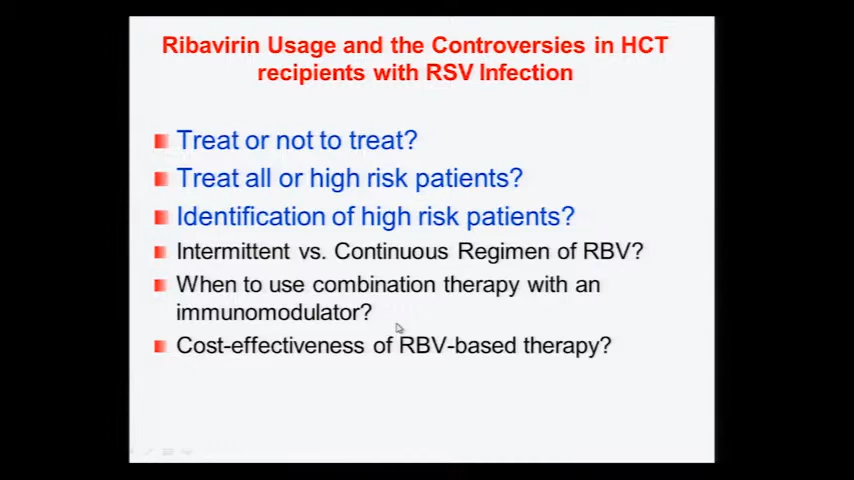 Ribavirin Usage and the Controversies in HCT
recipients with RSV Infection
Treat or not to treat?
Treat all or high risk patients?
Identification of high risk patients?
Intermittent vs. Continuous Regimen of RBV?
When to use combination therapy with an
immunomodulator?
Cost-effectiveness of RBV-based therapy?